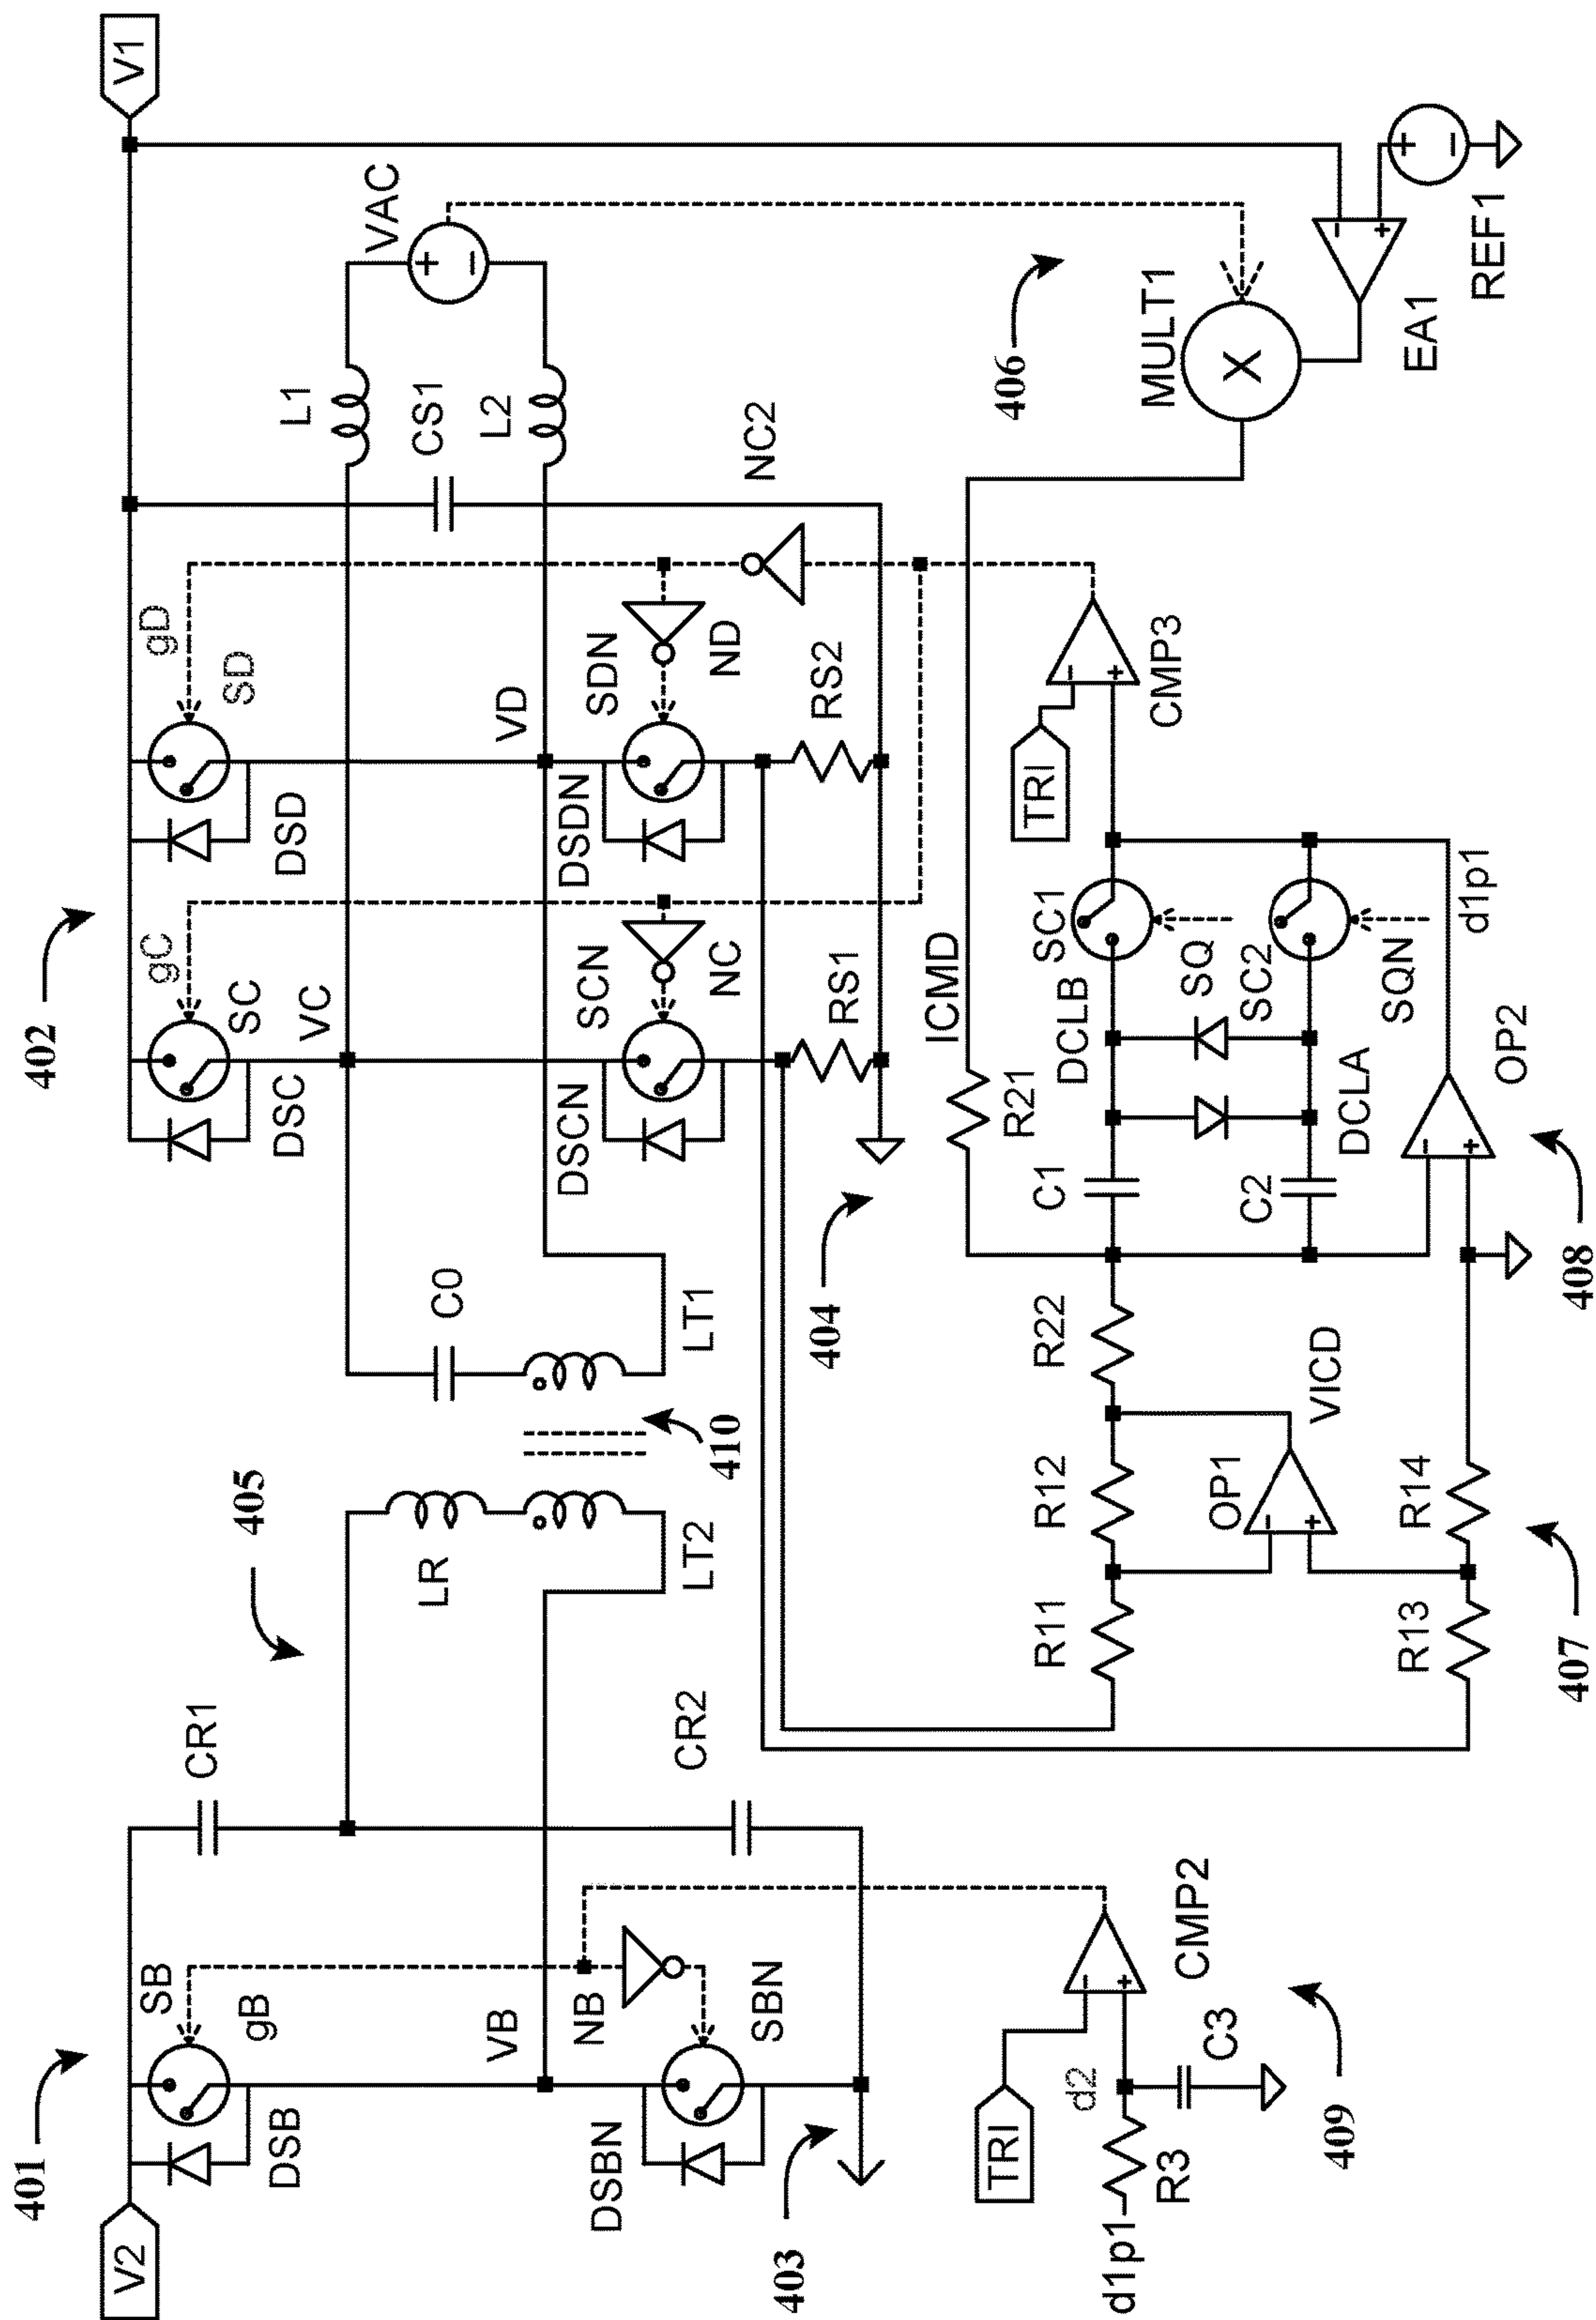 V1
VAC
406
MULT1
EA1
REF1
L1
CS1
L2
NC2
402
gD
SD
DSD
VD
SDN
ND
DSDN
RS2
gC
SC
DSC
VC
SCN
NC
DSCN
RS1
404
ICMD
R21
TRI
CMP3
SC1
SQ
SC2
SQN
d1p1
DCLB
DCLA
C1
C2
OP2
408
C0
LT1
410
405
LR
LT2
R22
VICD
R12
OP1
R11
R14
R13
407
CR1
CR2
401
V2
SB
gB
DSB
VB
NB
SBN
DSBN
403
TRI
CMP2
d2
C3
R3
d1p1
409
X
+
−
+
−
−
+
−
+
−
+
−
+
−
+